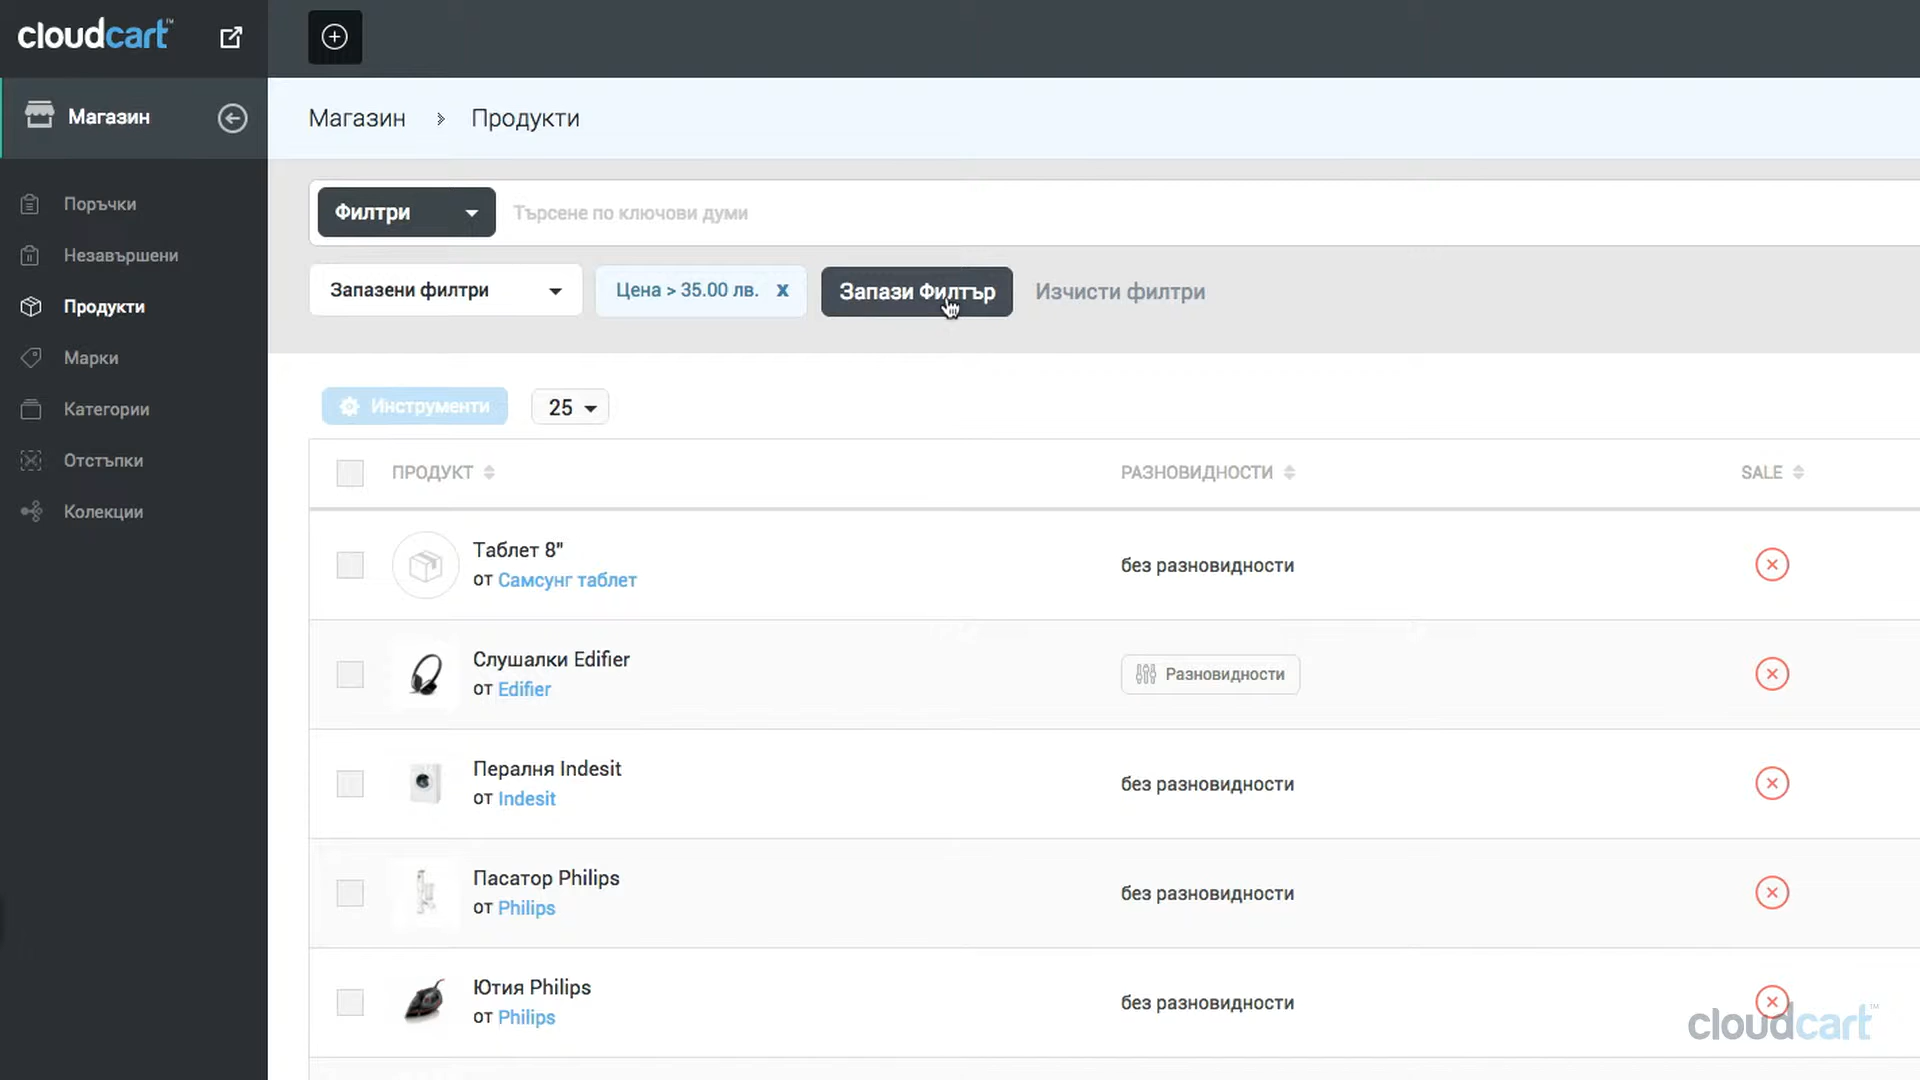 cloudcart™
Магазин
Поръчки
Незавършени
Продукти
Марки
Категории
Отстъпки
Колекции
Магазин > Продукти
Филтри Търсене по ключови думи
Запазени филтри Цена > 35.00 лв. x Запази Филтър Изчисти филтри
Инструменти 25
ПРОДУКТ РАЗНОВИДНОСТИ SALE
Таблет 8"
от Самсунг таблет
без разновидности
Слушалки Edifier
от Edifier
Разновидности
Пералня Indesit
от Indesit
без разновидности
Пасатор Philips
от Philips
без разновидности
Ютия Philips
от Philips
без разновидности
cloudcart™